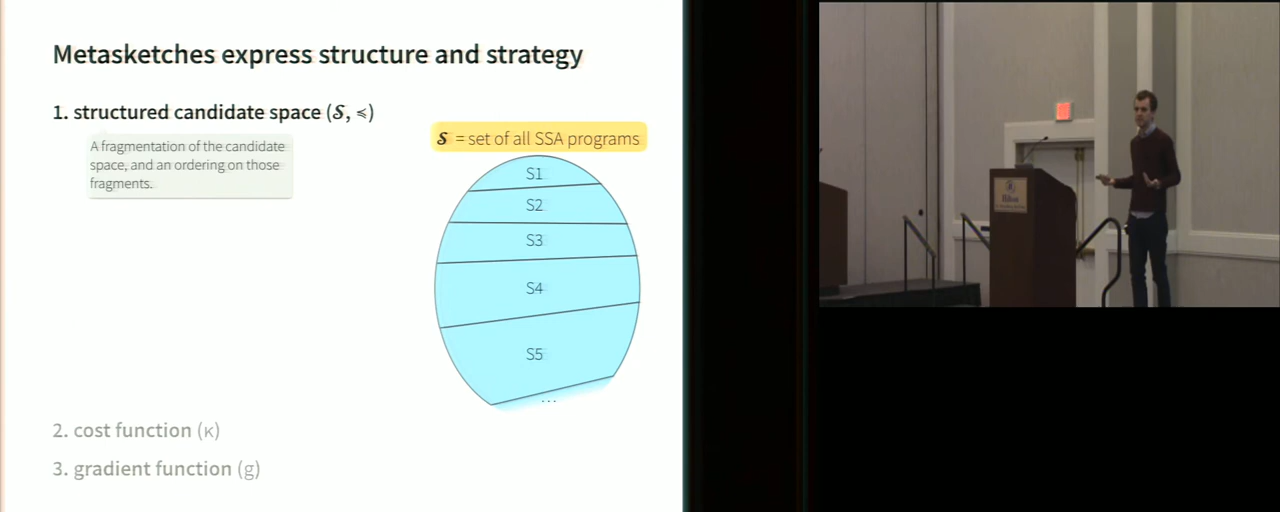 Metasketches express structure and strategy
1. structured candidate space (𝓢, ≼)
A fragmentation of the candidate
space, and an ordering on those
fragments.
𝓢 = set of all SSA programs
S1
S2
S3
S4
S5
...
2. cost function (κ)
3. gradient function (g)
Hilton